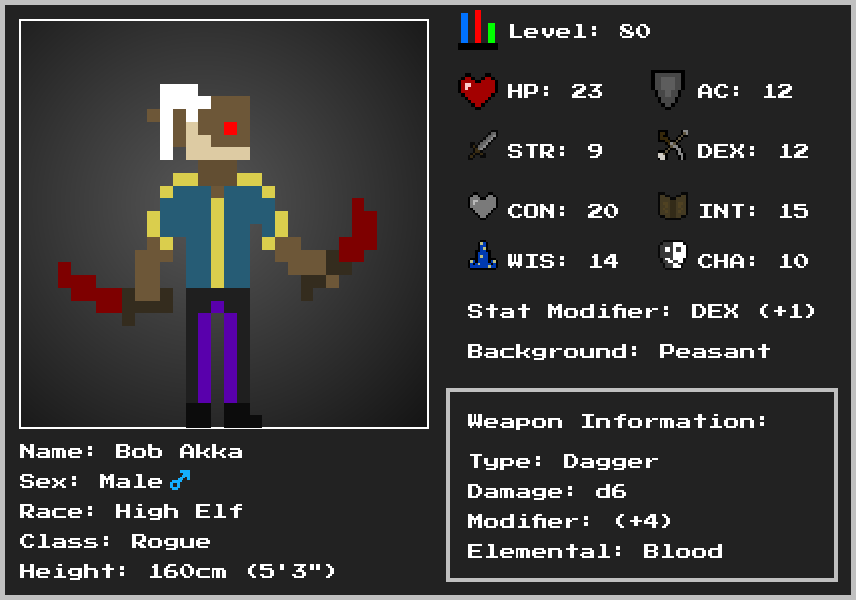 Level: 80
HP: 23
AC: 12
STR: 9
DEX: 12
CON: 20
INT: 15
WIS: 14
CHA: 10
Stat Modifier: DEX (+1)
Background: Peasant
Weapon Information:
Type: Dagger
Damage: d6
Modifier: (+4)
Elemental: Blood
Name: Bob Akka
Sex: Male♂
Race: High Elf
Class: Rogue
Height: 160cm (5'3")